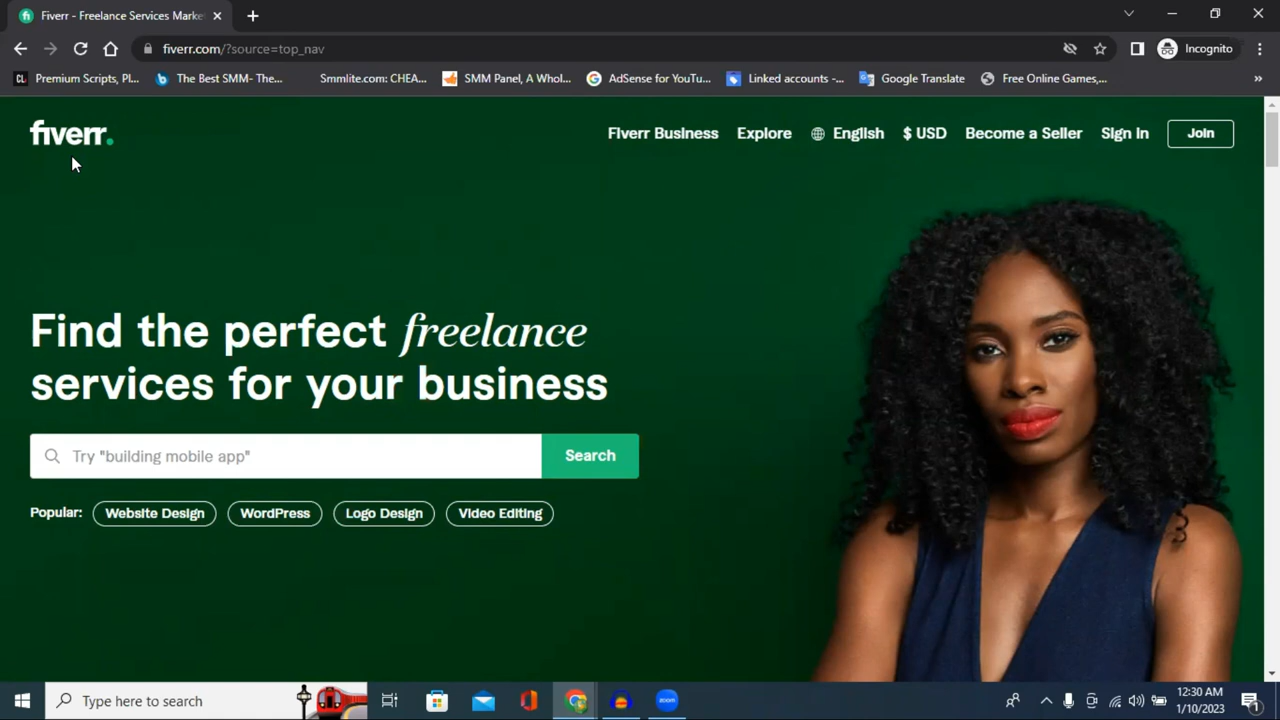 Fiverr - Freelance Services Marke
fiverr.com/?source=top_nav
Incognito
CL Premium Scripts, Pl...
The Best SMM- The...
Smmlite.com: CHEA...
SMM Panel, A Whol...
AdSense for YouTu...
Linked accounts -...
Google Translate
Free Online Games,...
fiverr.
Fiverr Business
Explore
English
$ USD
Become a Seller
Sign In
Join
Find the perfect freelance
services for your business
Try "building mobile app"
Search
Popular:
Website Design
WordPress
Logo Design
Video Editing
Type here to search
zoom
12:30 AM
1/10/2023
1